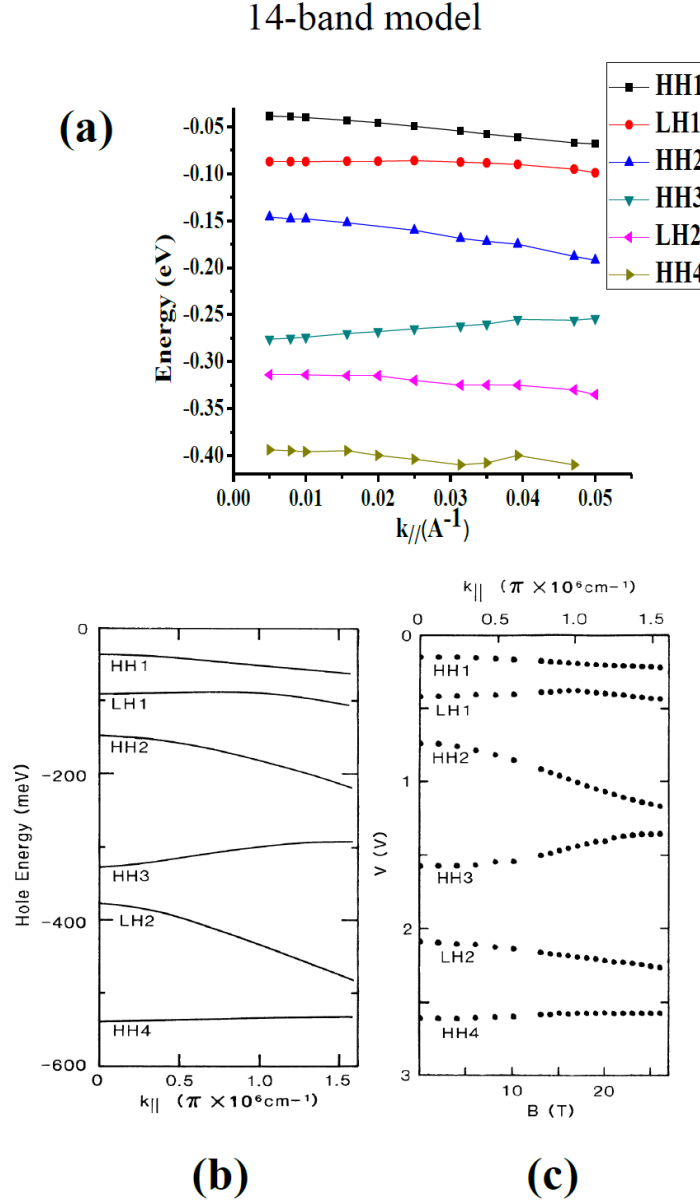 14-band model
(a)
HH1
LH1
HH2
HH3
LH2
HH4
Energy (eV)
-0.05
-0.10
-0.15
-0.20
-0.25
-0.30
-0.35
-0.40
0.00 0.01 0.02 0.03 0.04 0.05
k//(A-1)
k|| (π ×10⁶cm⁻¹)
0 0.5 1.0 1.5
Hole Energy (meV)
0
-200
-400
-600
HH1
LH1
HH2
HH3
LH2
HH4
0 0.5 1.0 1.5
k|| (π ×10⁶cm⁻¹)
V (V)
0
1
2
3
HH1
LH1
HH2
HH3
LH2
HH4
10 20
B (T)
(b)
(c)